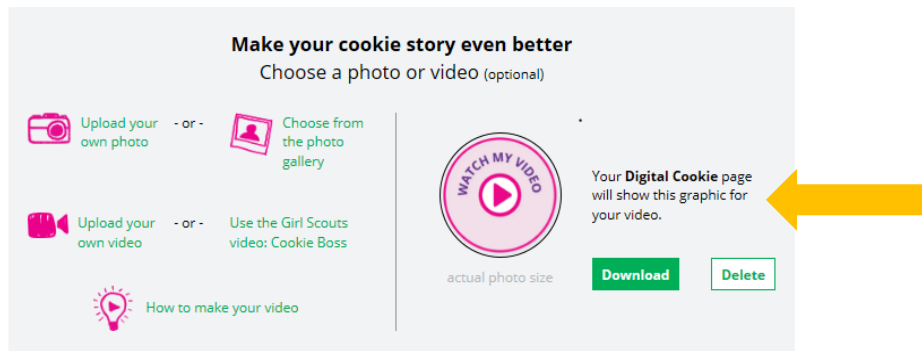 Make your cookie story even better
Choose a photo or video (optional)
Upload your own photo
- or -
Choose from the photo gallery
Upload your own video
- or -
Use the Girl Scouts video: Cookie Boss
How to make your video
WATCH MY VIDEO
actual photo size
Your Digital Cookie page
will show this graphic for
your video.
Download
Delete